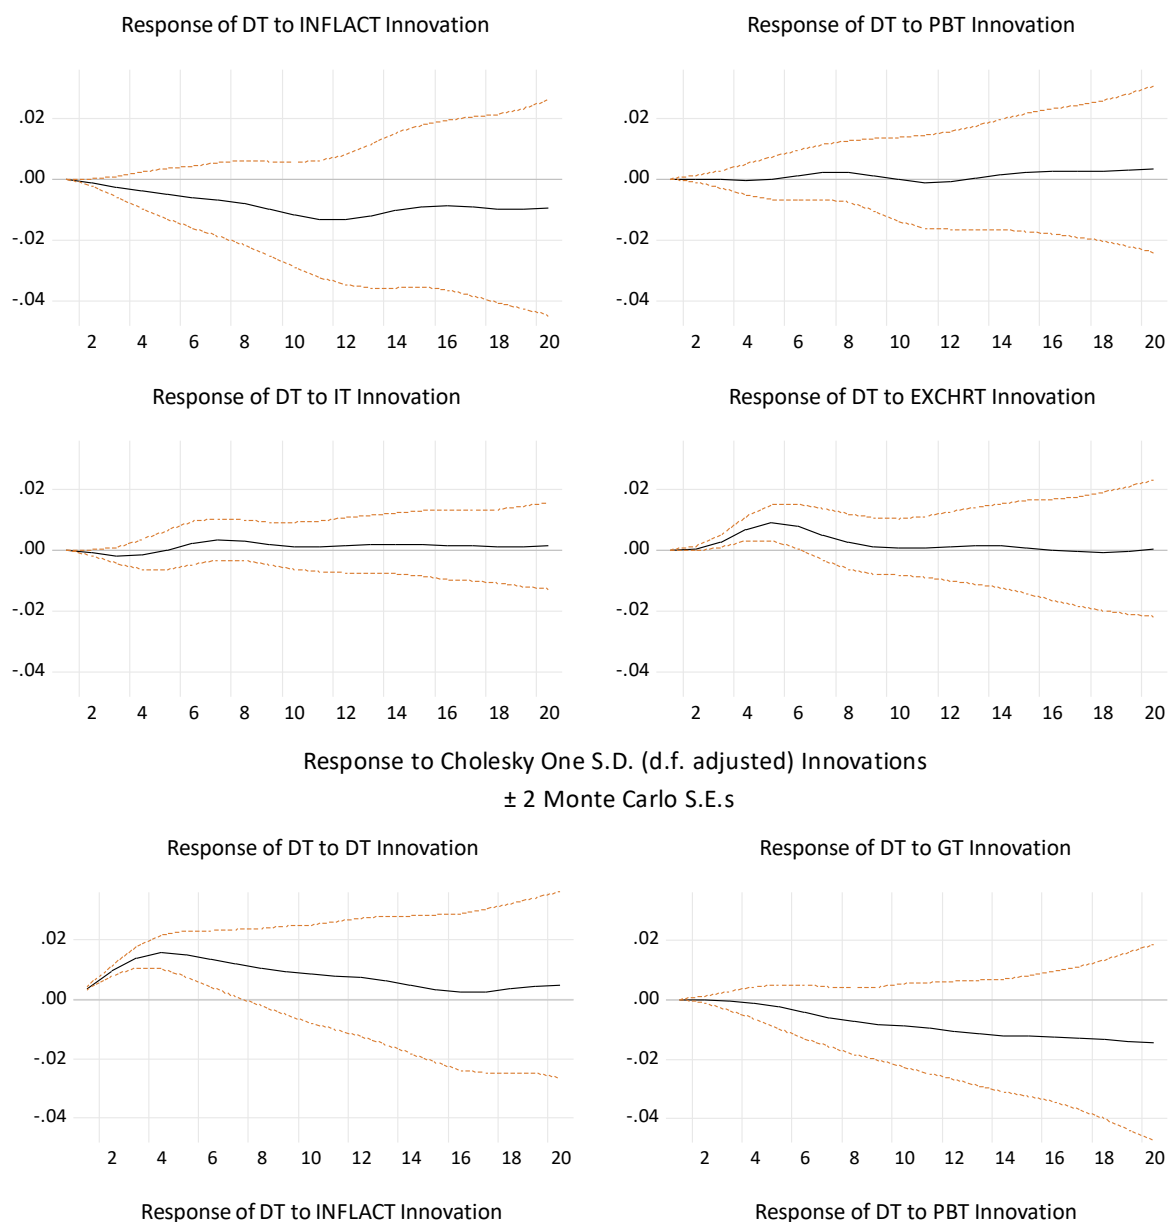 Response of DT to INFLACT Innovation Response of DT to PBT Innovation
.02 .02
.00 .00
-.02 -.02
-.04 -.04
2 4 6 8 10 12 14 16 18 20 2 4 6 8 10 12 14 16 18 20
Response of DT to IT Innovation Response of DT to EXCHRT Innovation
.02 .02
.00 .00
-.02 -.02
-.04 -.04
2 4 6 8 10 12 14 16 18 20 2 4 6 8 10 12 14 16 18 20
Response to Cholesky One S.D. (d.f. adjusted) Innovations
± 2 Monte Carlo S.E.s
Response of DT to DT Innovation Response of DT to GT Innovation
.02 .02
.00 .00
-.02 -.02
-.04 -.04
2 4 6 8 10 12 14 16 18 20 2 4 6 8 10 12 14 16 18 20
Response of DT to INFLACT Innovation Response of DT to PBT Innovation